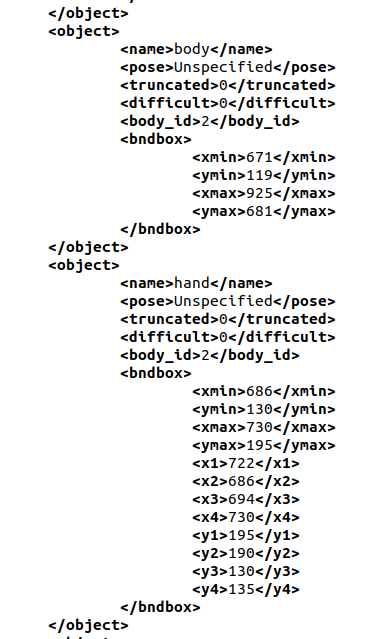 </object>
<object>
<name>body</name>
<pose>Unspecified</pose>
<truncated>0</truncated>
<difficult>0</difficult>
<body_id>2</body_id>
<bndbox>
<xmin>671</xmin>
<ymin>119</ymin>
<xmax>925</xmax>
<ymax>681</ymax>
</bndbox>
</object>
<object>
<name>hand</name>
<pose>Unspecified</pose>
<truncated>0</truncated>
<difficult>0</difficult>
<body_id>2</body_id>
<bndbox>
<xmin>686</xmin>
<ymin>130</ymin>
<xmax>730</xmax>
<ymax>195</ymax>
<x1>722</x1>
<x2>686</x2>
<x3>694</x3>
<x4>730</x4>
<y1>195</y1>
<y2>190</y2>
<y3>130</y3>
<y4>135</y4>
</bndbox>
</object>